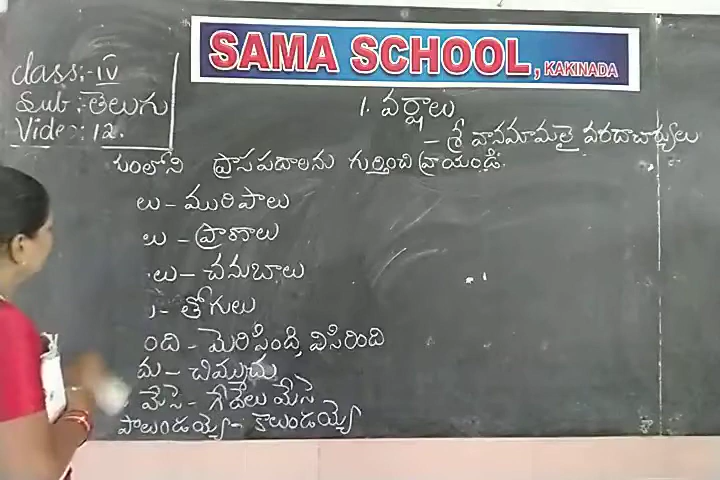 SAMA SCHOOL, KAKINADA
Class:- IV
Sub:- తెలుగు
Video: 12.
1. వర్షాలు
- శ్రీ వానమామలై వరదాచార్యులు
ప్రాసపదాలను గుర్తించి వ్రాయండి.
లు - మురిపాలు
లు - ప్రాణాలు
లు - చనుబాలు
- తోగులు
ంది - మెరిసింది, విసిరింది
- చిమ్ముచు
మేసె - గీపేలు మేసె
పాలుండయ్యె - కాలుండయ్యె